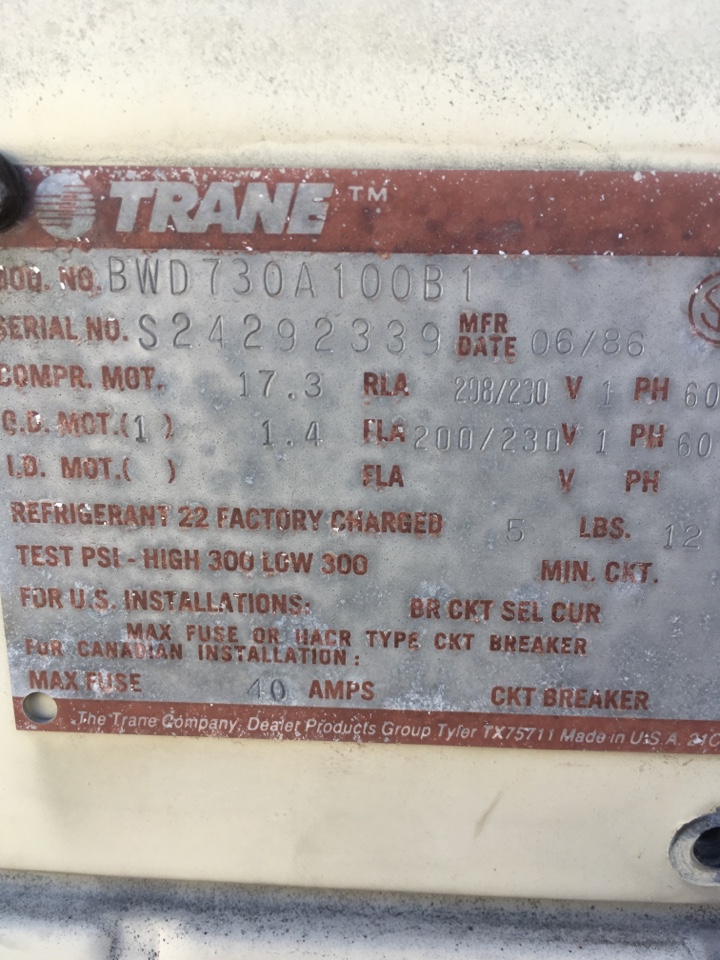 TRANE ™
MOD. NO. BWD730A100B1
SERIAL NO. S24292339 MFR DATE 06/86
COMPR. MOT. 17.3 RLA 208/230 V 1 PH 60
O.D. MOT.(1) 1.4 FLA 200/230 V 1 PH 60
I.D. MOT.( ) FLA V PH
REFRIGERANT 22 FACTORY CHARGED 5 LBS. 12
TEST PSI - HIGH 300 LOW 300 MIN. CKT.
FOR U.S. INSTALLATIONS: BR CKT SEL CUR
MAX FUSE OR HACR TYPE CKT BREAKER
FOR CANADIAN INSTALLATION:
MAX FUSE 40 AMPS CKT BREAKER
The Trane Company, Dealer Products Group Tyler TX75711 Made in U.S.A.